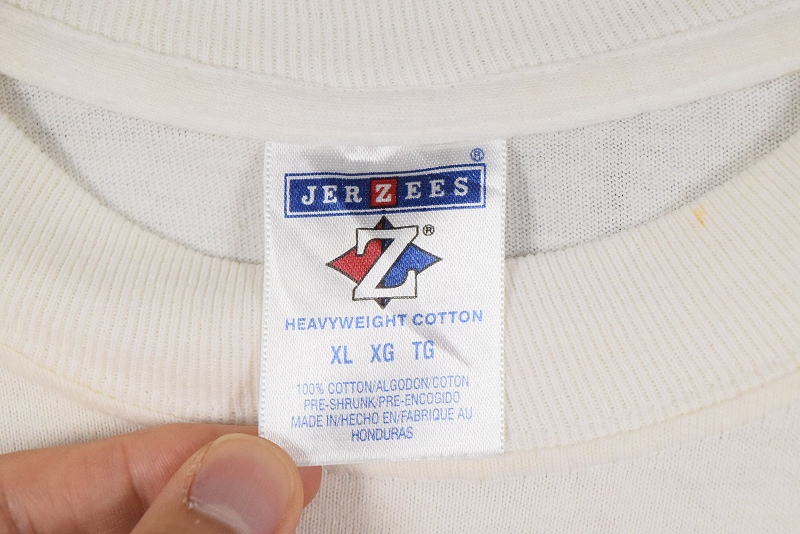 ®
JERZEES
Z®
HEAVYWEIGHT COTTON
XL XG TG
100% COTTON/ALGODON/COTON
PRE-SHRUNK/PRE-ENCOGIDO
MADE IN/HECHO EN/FABRIQUE AU
HONDURAS